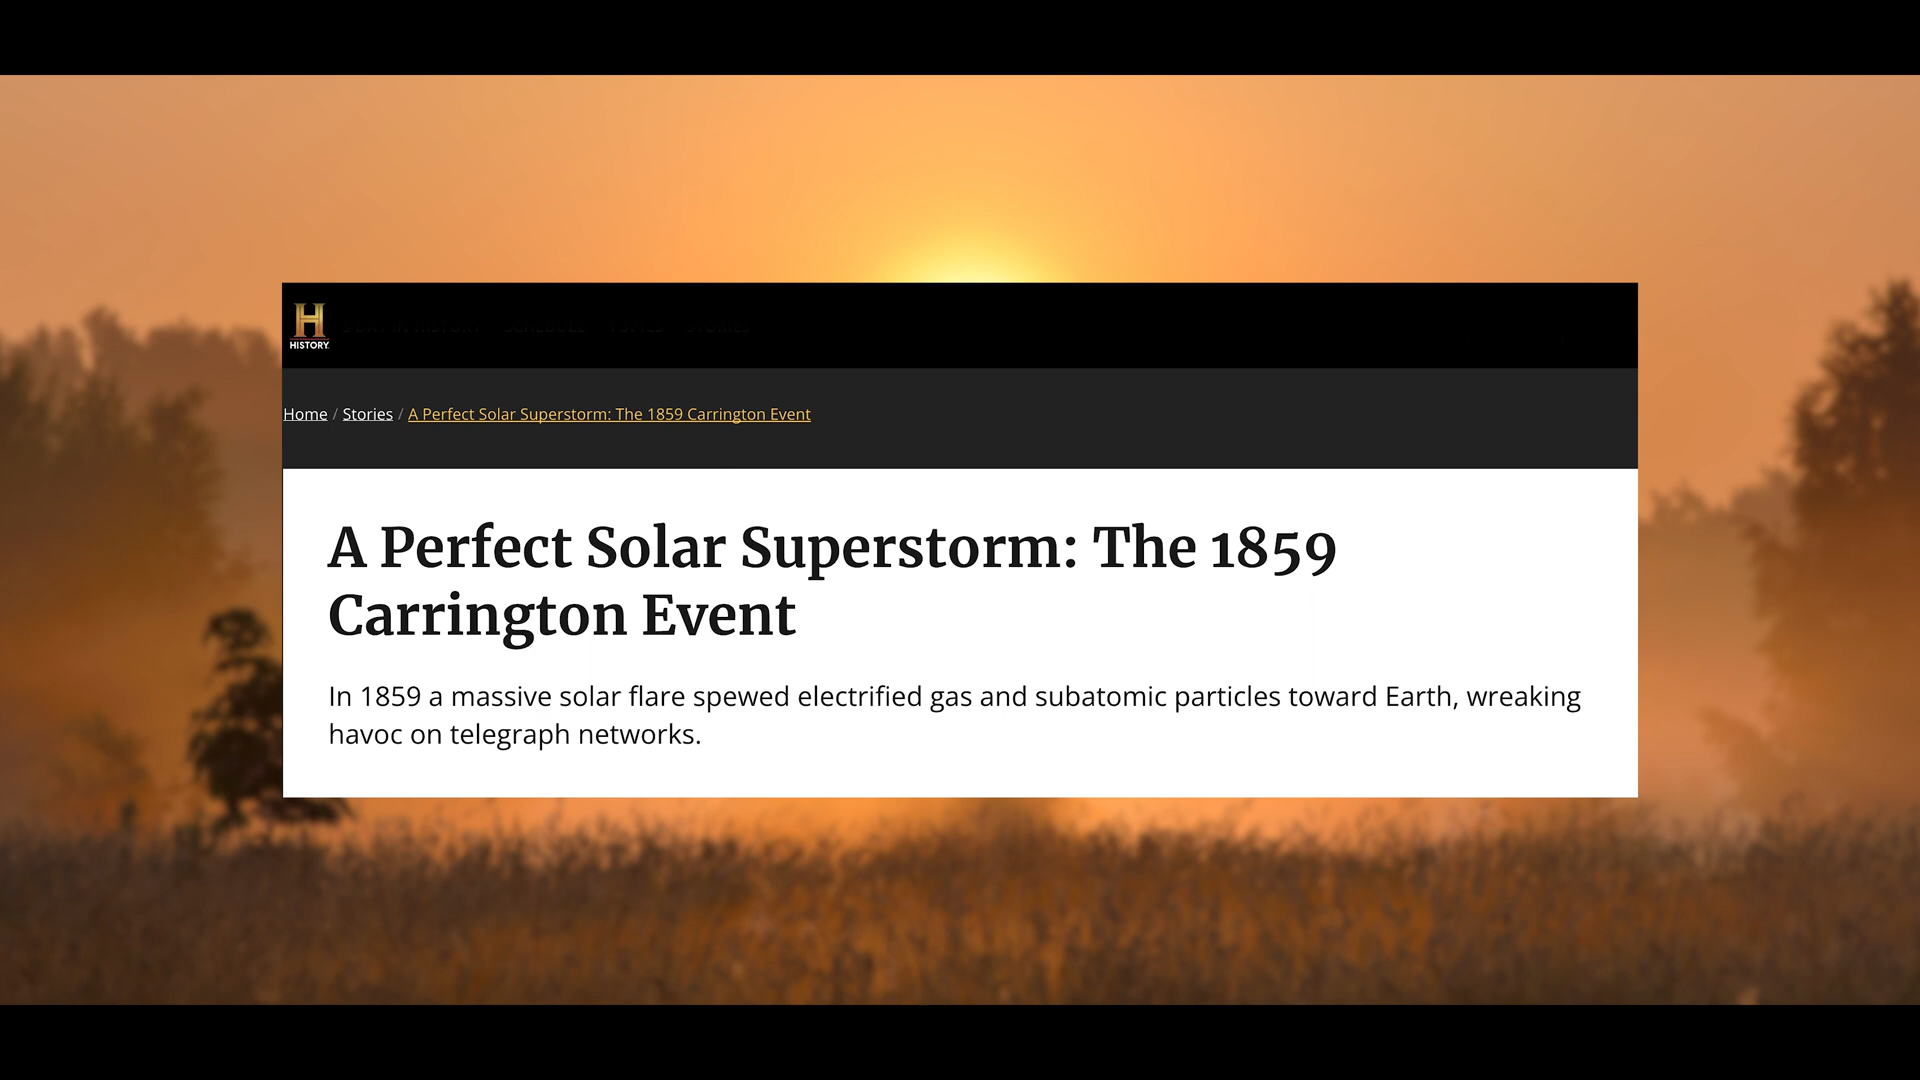 H
HISTORY
Home / Stories / A Perfect Solar Superstorm: The 1859 Carrington Event
A Perfect Solar Superstorm: The 1859
Carrington Event
In 1859 a massive solar flare spewed electrified gas and subatomic particles toward Earth, wreaking
havoc on telegraph networks.